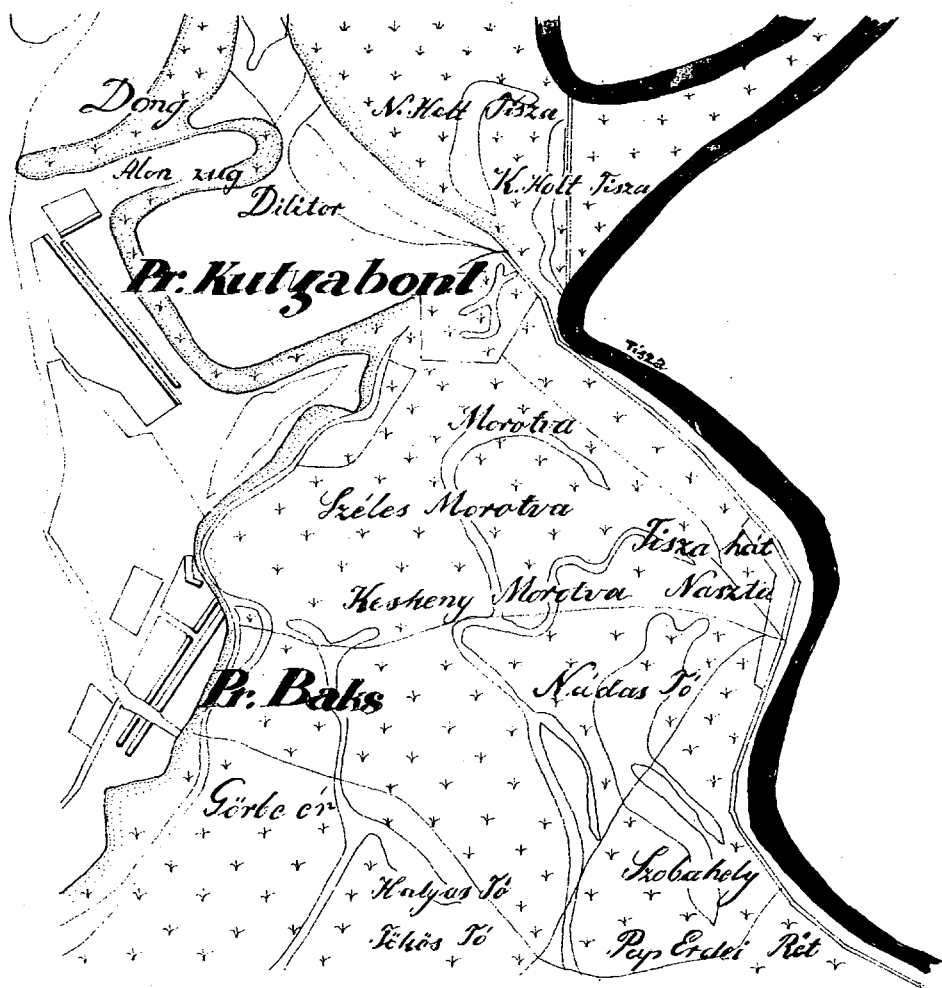 Dong
N. Holt Tisza
Alon zug
K. Holt Tisza
Dilitor
Pr. Kutzabont
Tisza
Morotva
Széles Morotva
Tisza hát
Keskeny Morotva Naszta
Pr. Baks
Nádas Tó
Görbe ér
Szobahely
Halyas Tó
Tökös Tó
Pap Erdei Rét